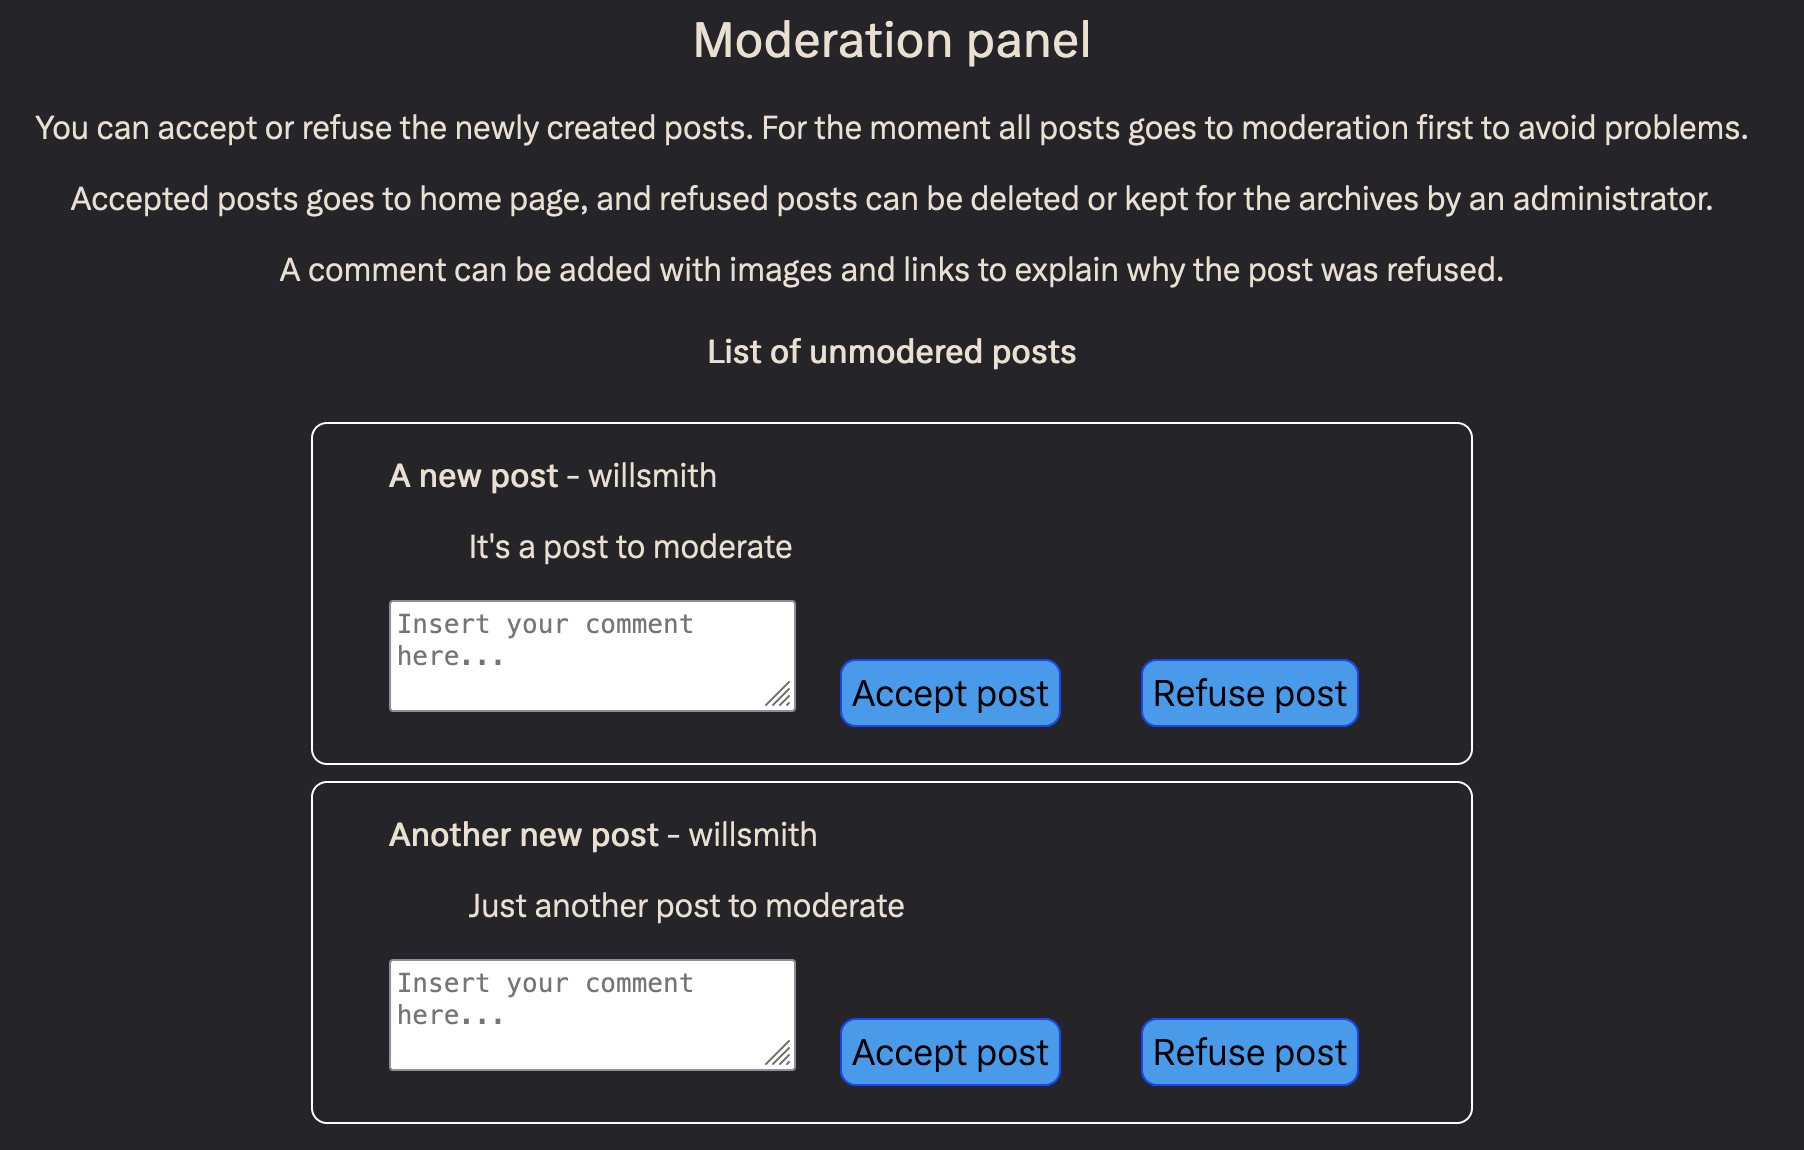 Moderation panel
You can accept or refuse the newly created posts. For the moment all posts goes to moderation first to avoid problems.
Accepted posts goes to home page, and refused posts can be deleted or kept for the archives by an administrator.
A comment can be added with images and links to explain why the post was refused.
List of unmodered posts
A new post - willsmith
It's a post to moderate
Insert your comment
here...
Accept post
Refuse post
Another new post - willsmith
Just another post to moderate
Insert your comment
here...
Accept post
Refuse post